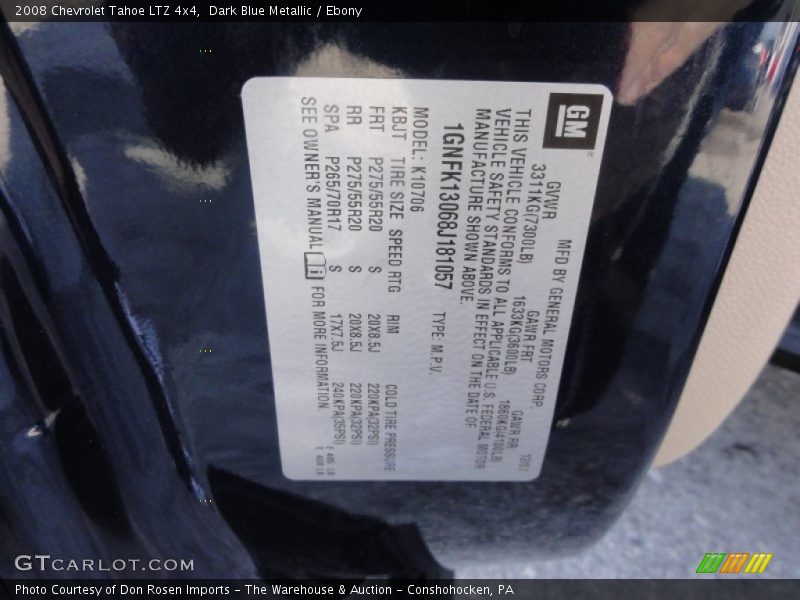 2008 Chevrolet Tahoe LTZ 4x4,  Dark Blue Metallic / Ebony
GM
MFD BY GENERAL MOTORS CORP
GVWR GAWR FRT GAWR RR
3311KG(7300LB) 1633KG(3600LB) 1860KG(4100LB)
THIS VEHICLE CONFORMS TO ALL APPLICABLE U.S. FEDERAL MOTOR
VEHICLE SAFETY STANDARDS IN EFFECT ON THE DATE OF
MANUFACTURE SHOWN ABOVE.
1GNFK13068J181057 TYPE: M.P.V.
MODEL: K10706
KBJT TIRE SIZE SPEED RTG RIM COLD TIRE PRESSURE
FRT P275/55R20 S 20X8.5J 220KPA(32PSI)
RR P275/55R20 S 20X8.5J 220KPA(32PSI)
SPA P265/70R17 S 17X7.5J 240KPA(35PSI)
SEE OWNER'S MANUAL i FOR MORE INFORMATION.
GTCARLOT.COM
Photo Courtesy of Don Rosen Imports – The Warehouse & Auction – Conshohocken, PA